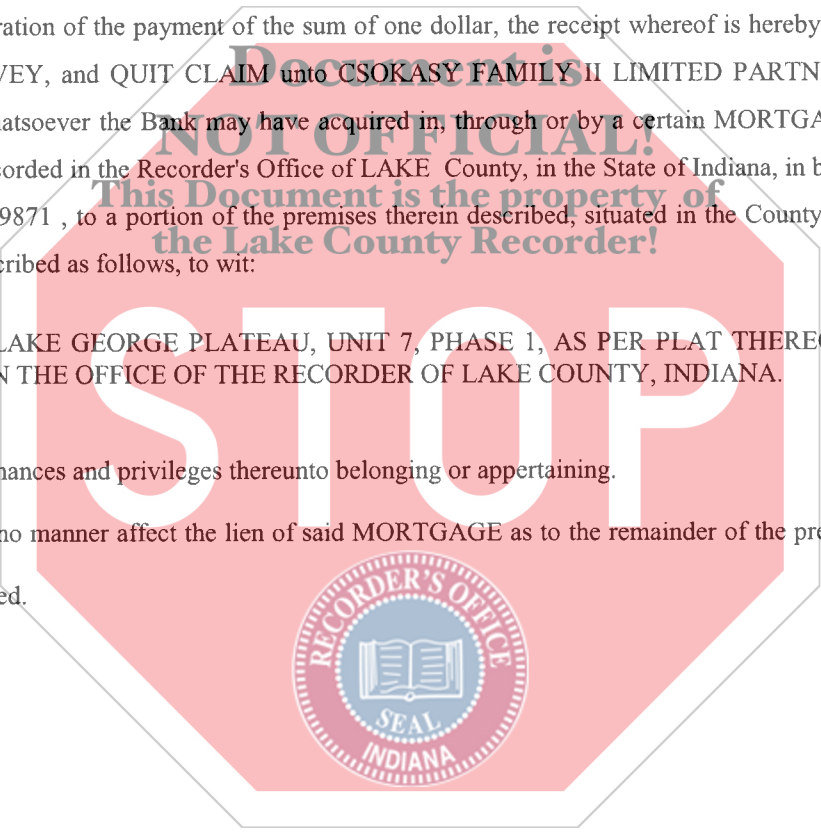 ration of the payment of the sum of one dollar, the receipt whereof is hereby
Document is
VEY, and QUIT CLAIM unto CSOKASY FAMILY II LIMITED PARTN
hatsoever the Bank may have acquired in, through or by a certain MORTGA
NOT OFFICIAL!
corded in the Recorder's Office of LAKE County, in the State of Indiana, in b
This Document is the property of
9871 , to a portion of the premises therein described, situated in the County
the Lake County Recorder!
cribed as follows, to wit:
LAKE GEORGE PLATEAU, UNIT 7, PHASE 1, AS PER PLAT THEREO
N THE OFFICE OF THE RECORDER OF LAKE COUNTY, INDIANA.
STOP
nances and privileges thereunto belonging or appertaining.
no manner affect the lien of said MORTGAGE as to the remainder of the pre
ed.
RECORDER'S OFFICE
SEAL
INDIANA